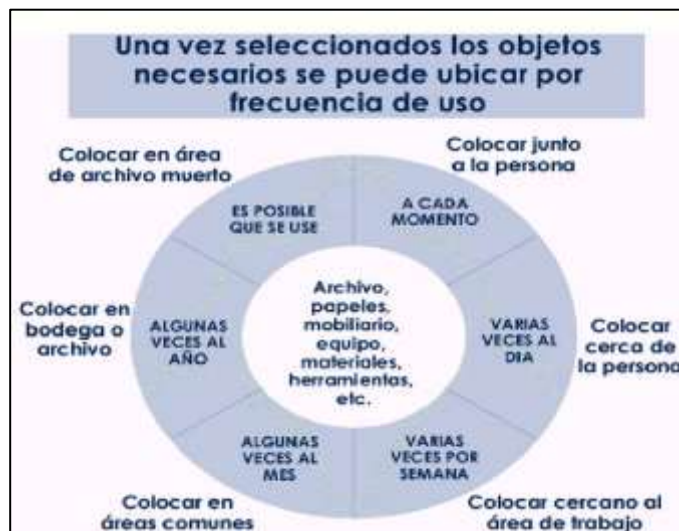 Una vez seleccionados los objetos
necesarios se puede ubicar por
frecuencia de uso
Colocar en área
de archivo muerto
Colocar junto
a la persona
ES POSIBLE
QUE SE USE
A CADA
MOMENTO
Colocar en
bodega o
archivo
ALGUNAS
VECES AL
AÑO
Archivo,
papeles,
mobiliario,
equipo,
materiales,
herramientas,
etc.
VARIAS
VECES AL
DIA
Colocar
cerca de
la persona
ALGUNAS
VECES AL
MES
VARIAS
VECES POR
SEMANA
Colocar en
áreas comunes
Colocar cercano al
área de trabajo